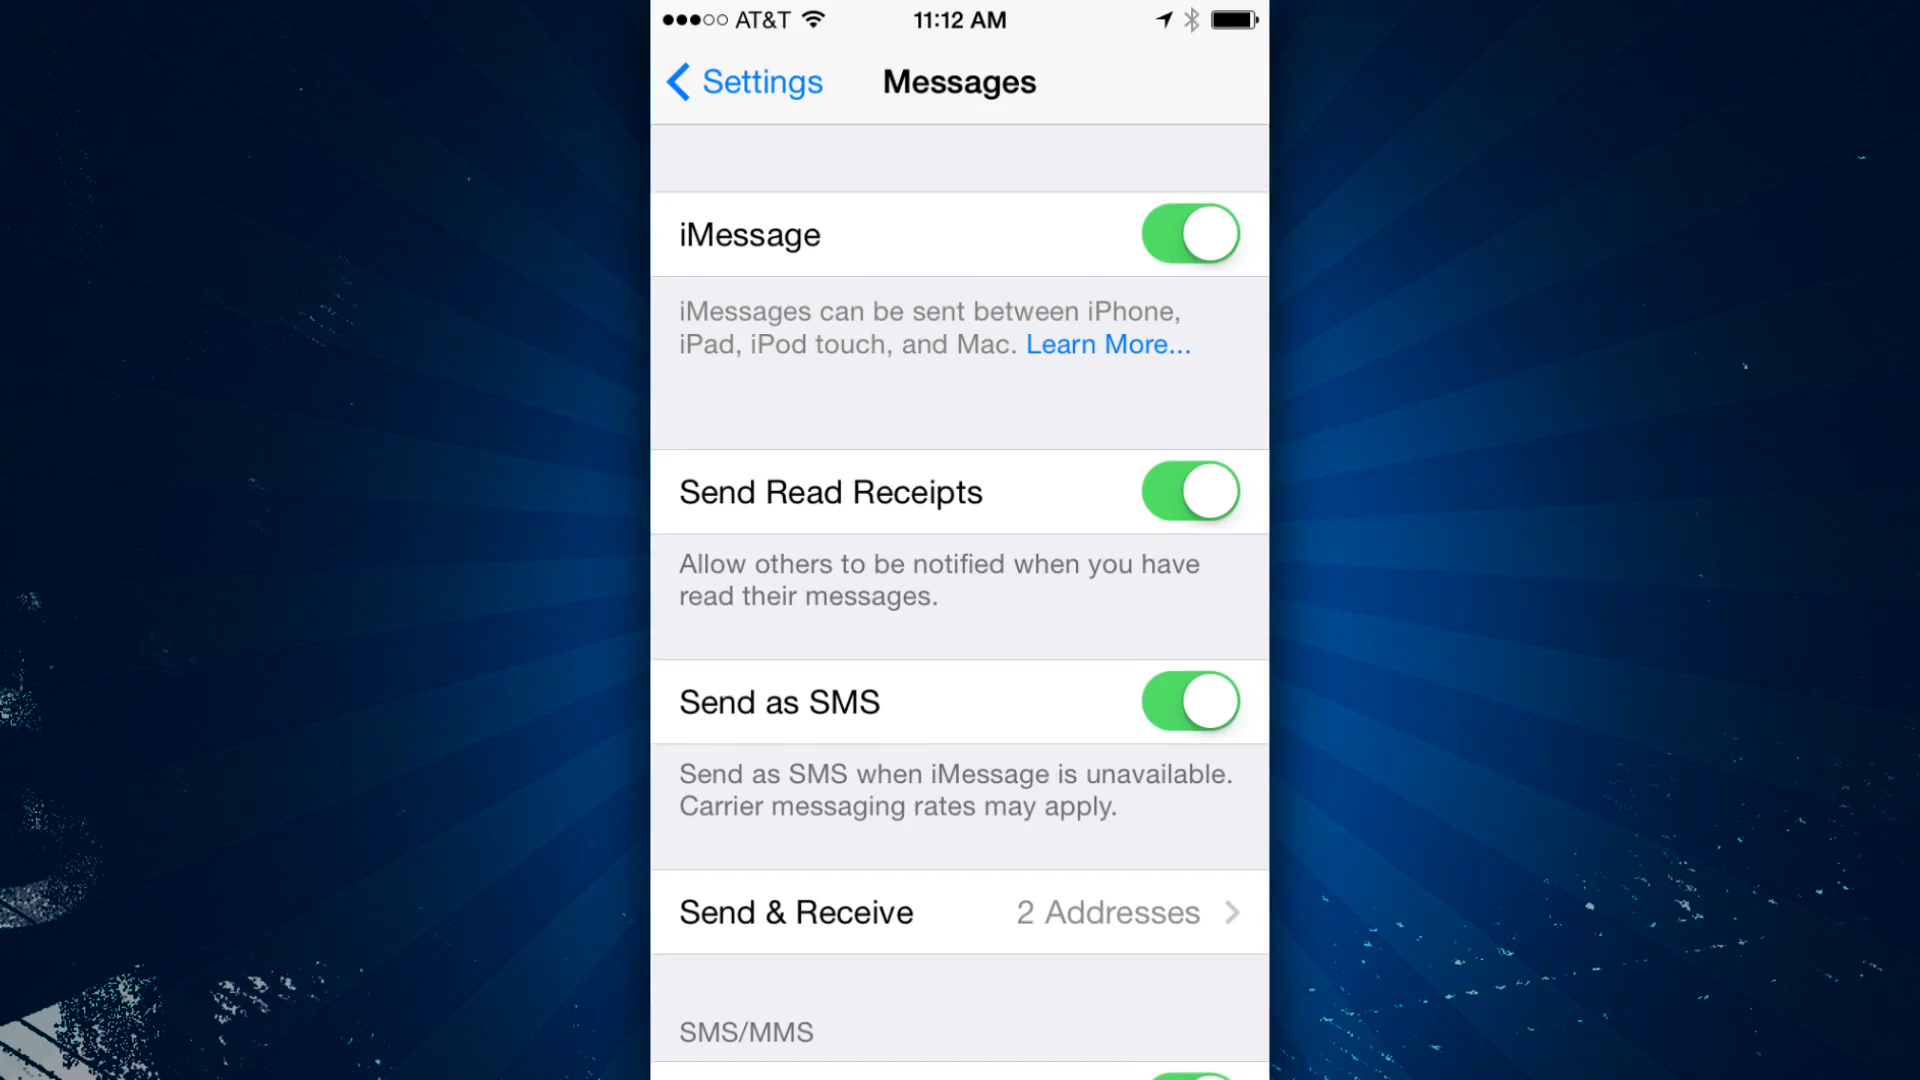 AT&T 11:12 AM
Settings Messages
iMessage
iMessages can be sent between iPhone,
iPad, iPod touch, and Mac. Learn More...
Send Read Receipts
Allow others to be notified when you have
read their messages.
Send as SMS
Send as SMS when iMessage is unavailable.
Carrier messaging rates may apply.
Send & Receive 2 Addresses
SMS/MMS